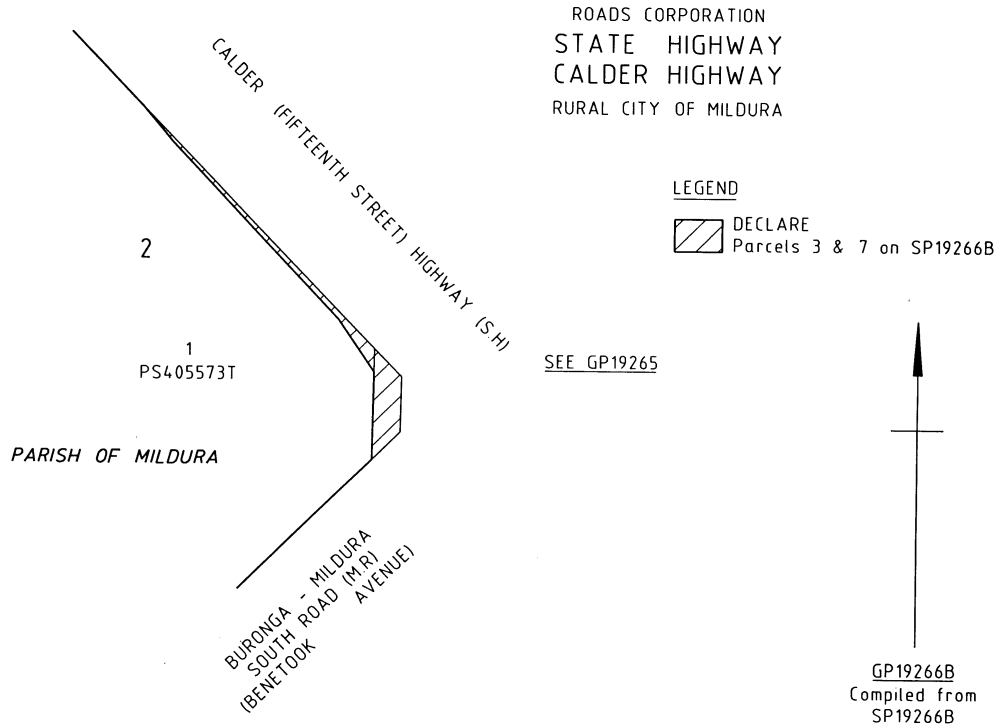 ROADS CORPORATION
STATE HIGHWAY
CALDER HIGHWAY
RURAL CITY OF MILDURA
CALDER (FIFTEENTH STREET) HIGHWAY (S.H)
LEGEND
DECLARE
Parcels 3 & 7 on SP19266B
2
1
PS405573T
SEE GP19265
PARISH OF MILDURA
BURONGA - MILDURA
SOUTH ROAD (M.R)
(BENETOOK AVENUE)
GP19266B
Compiled from
SP19266B